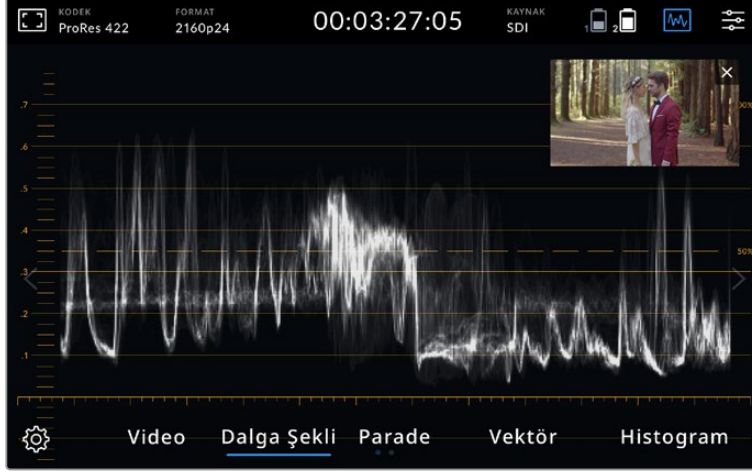 KODEK FORMAT KAYNAK
ProRes 422 2160p24 00:03:27:05 SDI 1 2
.7
.6
.5
.4
50%
.3
.2
.1
Video Dalga Şekli Parade Vektör Histogram